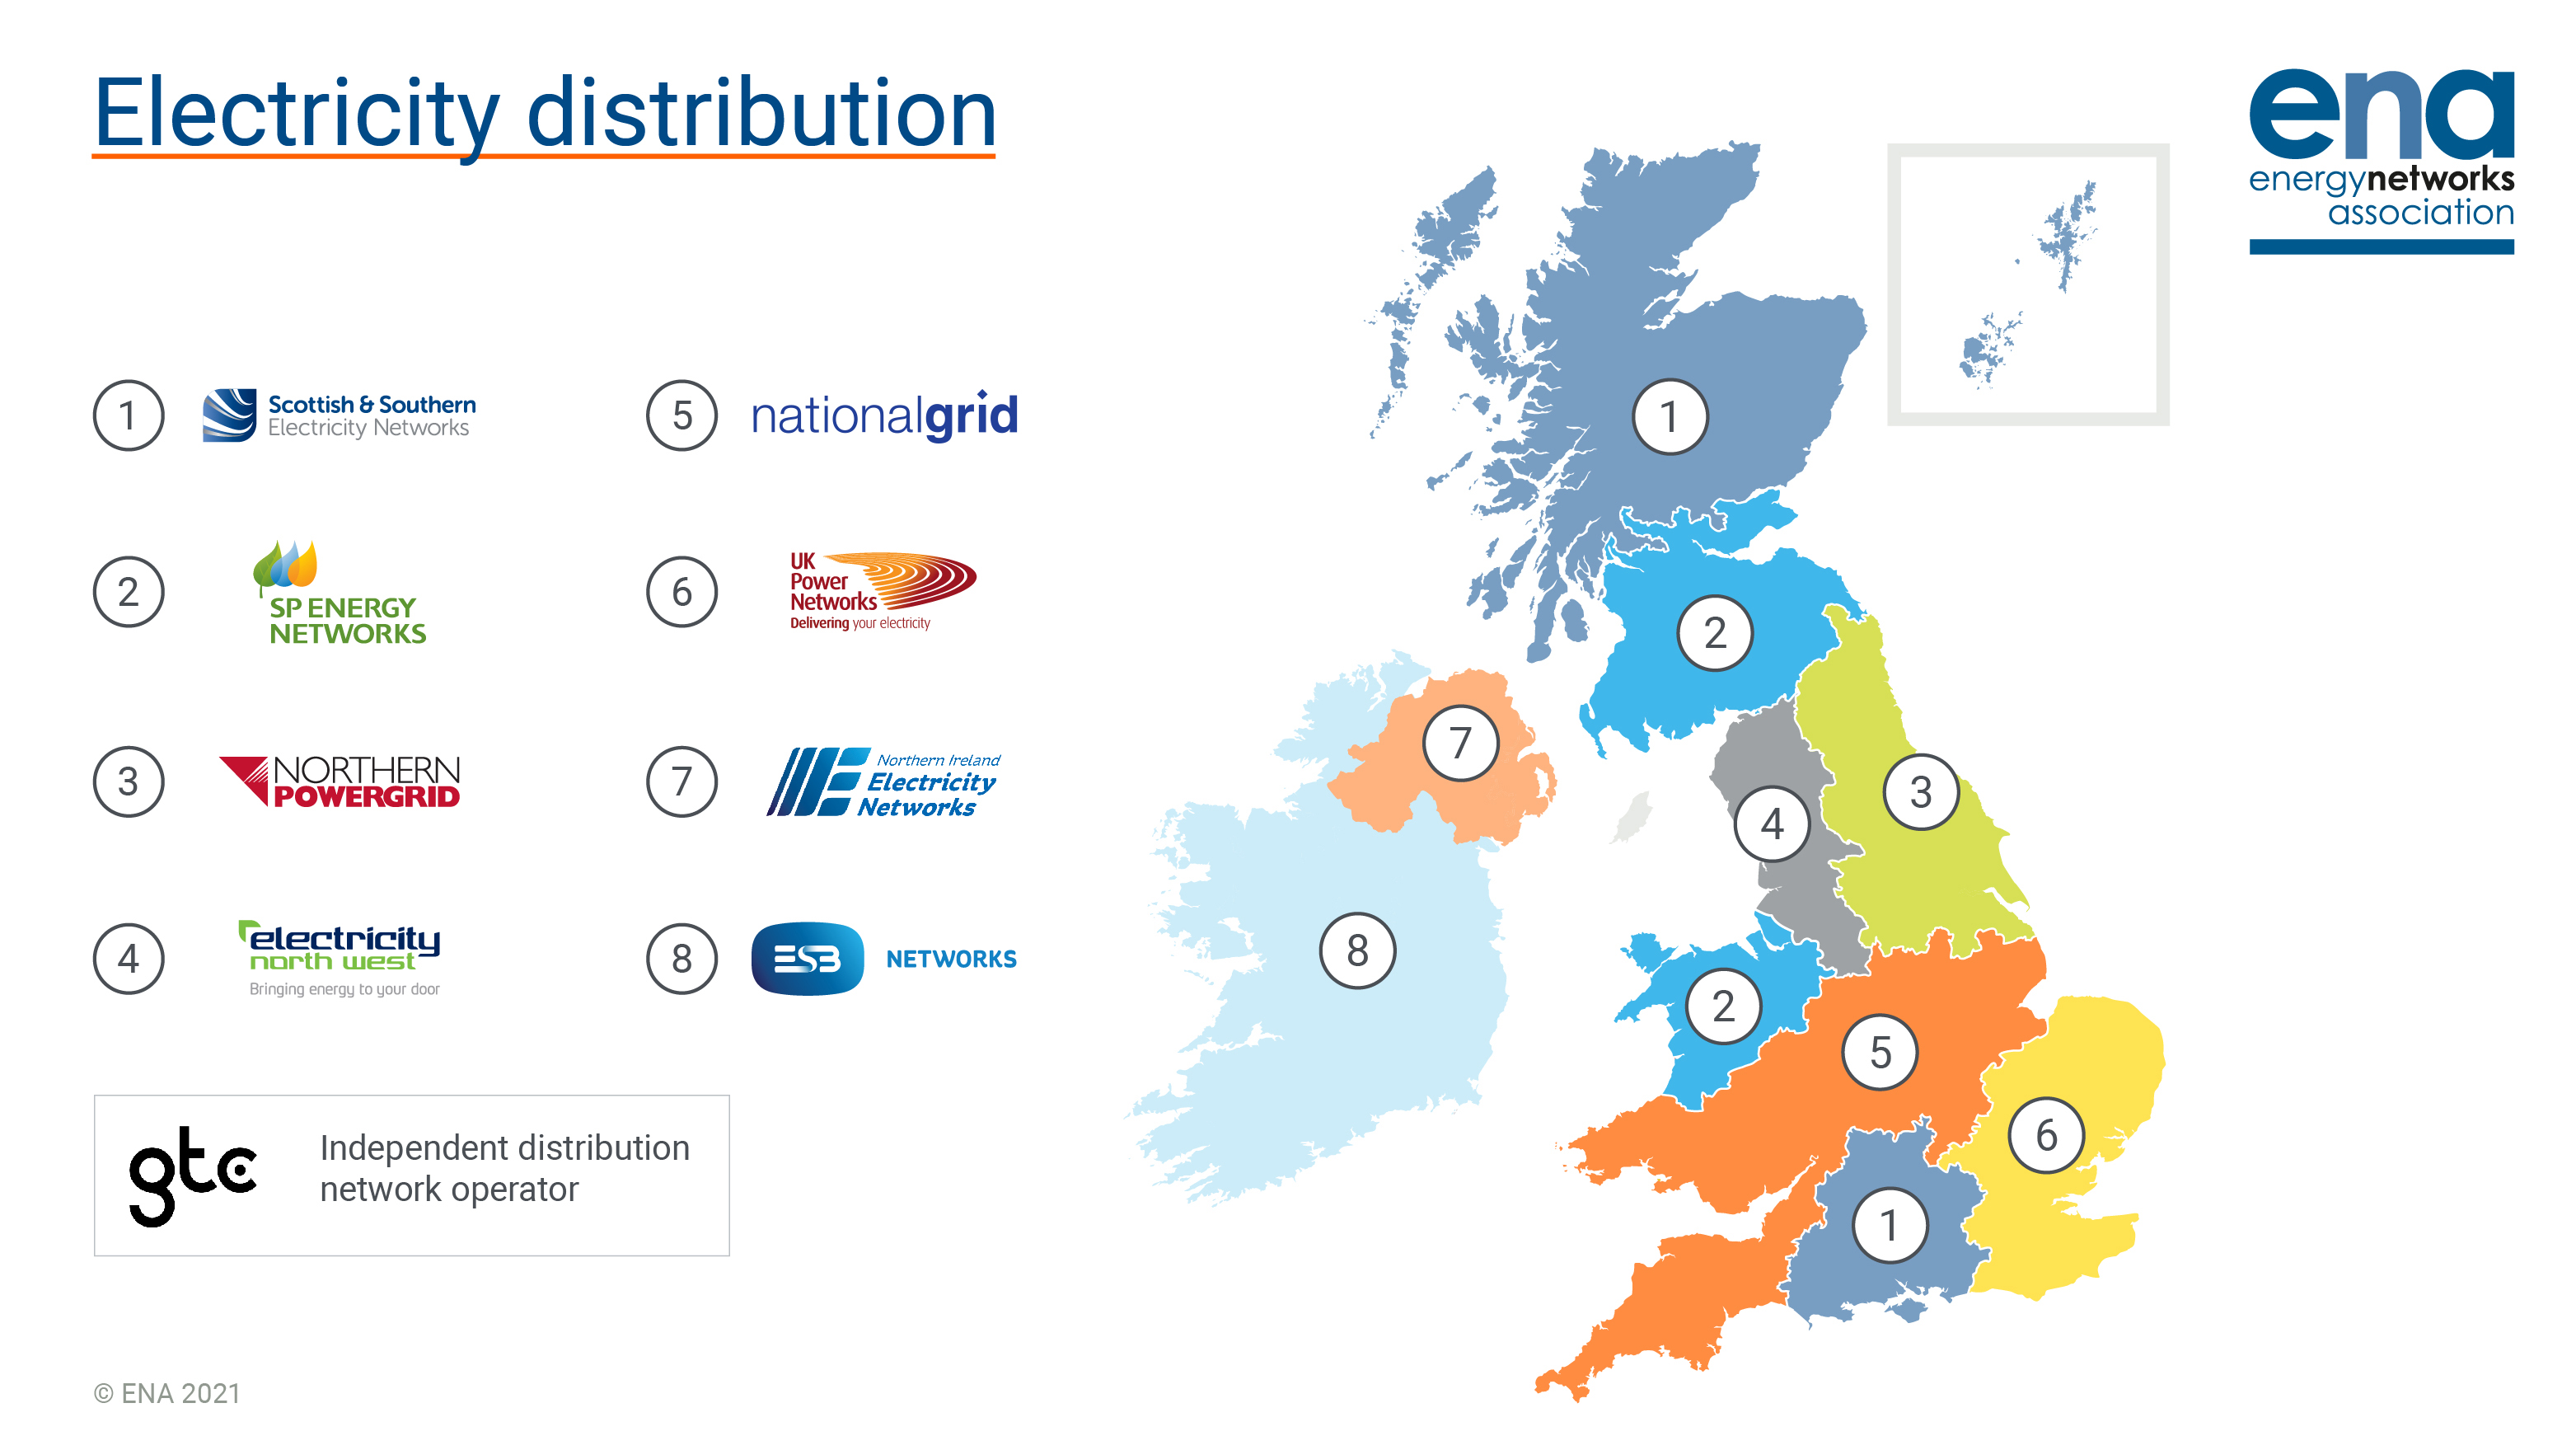 Electricity distribution
ena
energynetworks
association
1
Scottish & Southern
Electricity Networks
2
SP ENERGY
NETWORKS
3
NORTHERN
POWERGRID
4
electricity
north west
Bringing energy to your door
5
nationalgrid
6
UK
Power
Networks
Delivering your electricity
7
Northern Ireland
Electricity
Networks
NIE
8
ESB
NETWORKS
gtc
Independent distribution
network operator
1
2
7
3
4
8
2
5
6
1
© ENA 2021